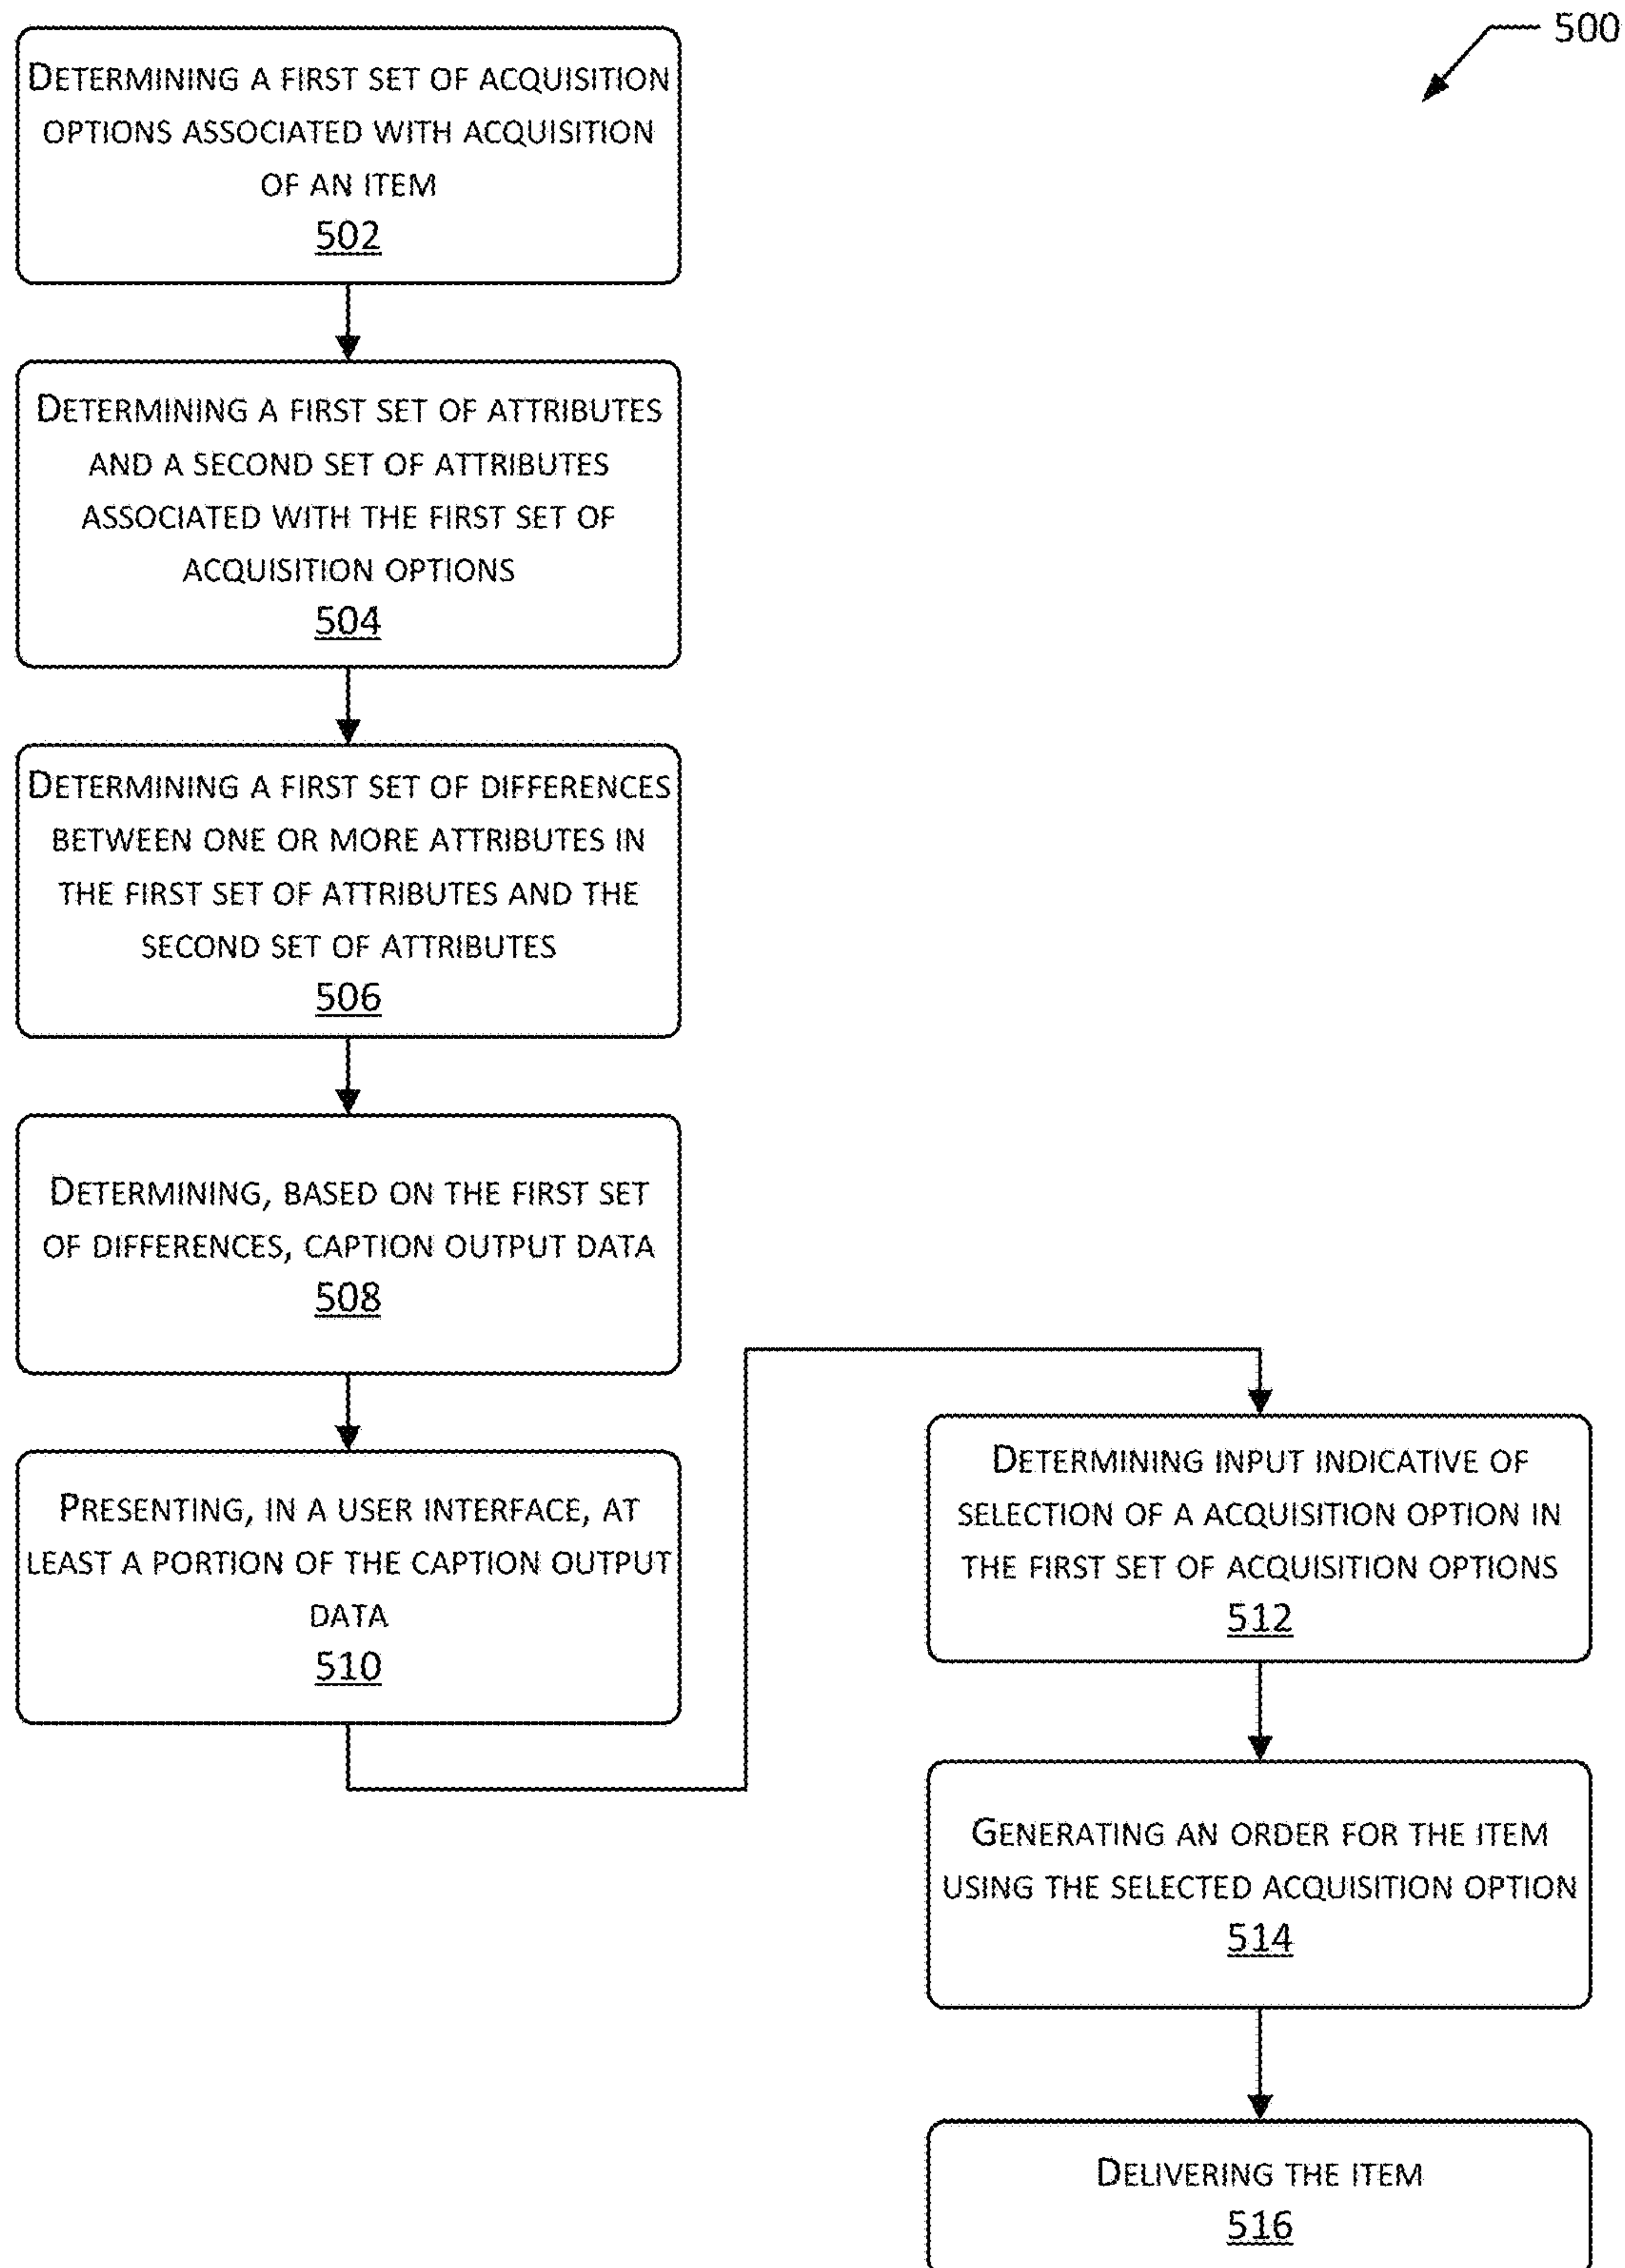 500
DETERMINING A FIRST SET OF ACQUISITION
OPTIONS ASSOCIATED WITH ACQUISITION
OF AN ITEM
502
DETERMINING A FIRST SET OF ATTRIBUTES
AND A SECOND SET OF ATTRIBUTES
ASSOCIATED WITH THE FIRST SET OF
ACQUISITION OPTIONS
504
DETERMINING A FIRST SET OF DIFFERENCES
BETWEEN ONE OR MORE ATTRIBUTES IN
THE FIRST SET OF ATTRIBUTES AND THE
SECOND SET OF ATTRIBUTES
506
DETERMINING, BASED ON THE FIRST SET
OF DIFFERENCES, CAPTION OUTPUT DATA
508
PRESENTING, IN A USER INTERFACE, AT
LEAST A PORTION OF THE CAPTION OUTPUT
DATA
510
DETERMINING INPUT INDICATIVE OF
SELECTION OF A ACQUISITION OPTION IN
THE FIRST SET OF ACQUISITION OPTIONS
512
GENERATING AN ORDER FOR THE ITEM
USING THE SELECTED ACQUISITION OPTION
514
DELIVERING THE ITEM
516